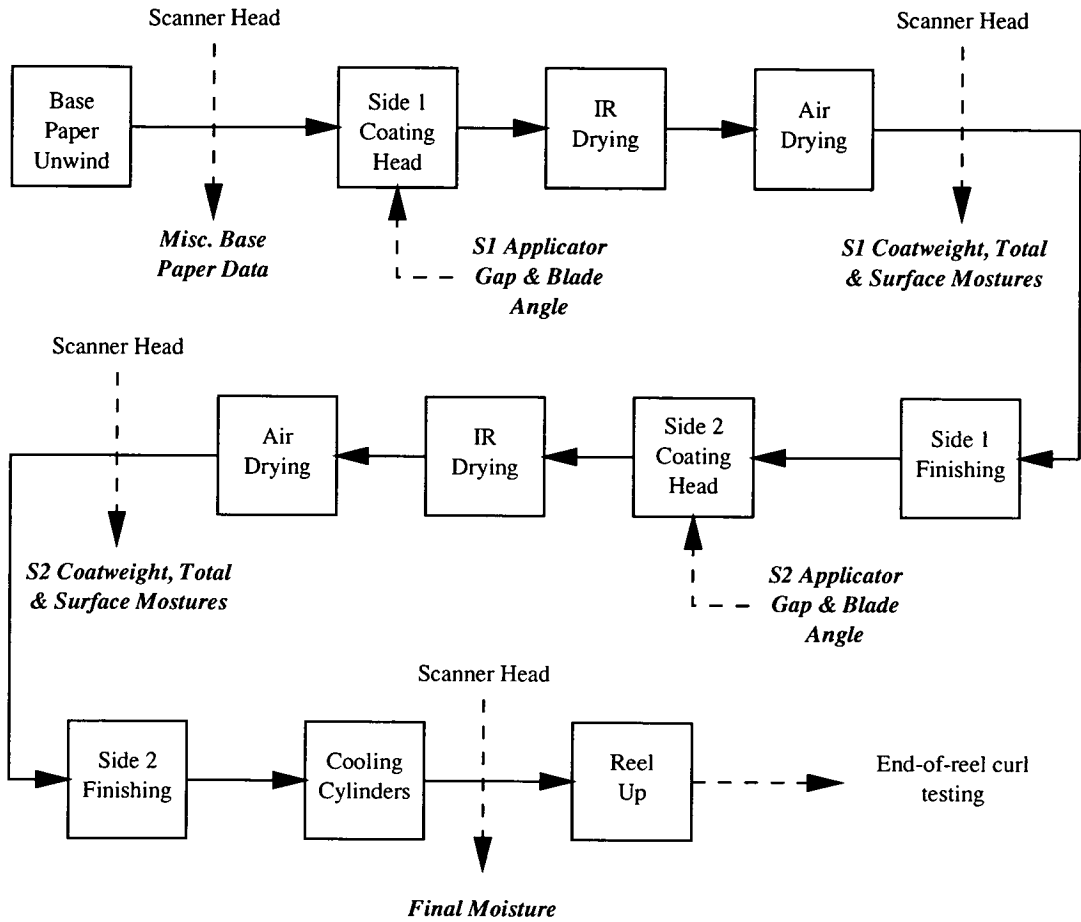 Scanner Head
Scanner Head
Base
Paper
Unwind
Side 1
Coating
Head
IR
Drying
Air
Drying
Misc. Base
Paper Data
S1 Applicator
Gap & Blade
Angle
S1 Coatweight, Total
& Surface Mostures
Scanner Head
Air
Drying
IR
Drying
Side 2
Coating
Head
Side 1
Finishing
S2 Coatweight, Total
& Surface Mostures
S2 Applicator
Gap & Blade
Angle
Scanner Head
Side 2
Finishing
Cooling
Cylinders
Reel
Up
End-of-reel curl
testing
Final Moisture